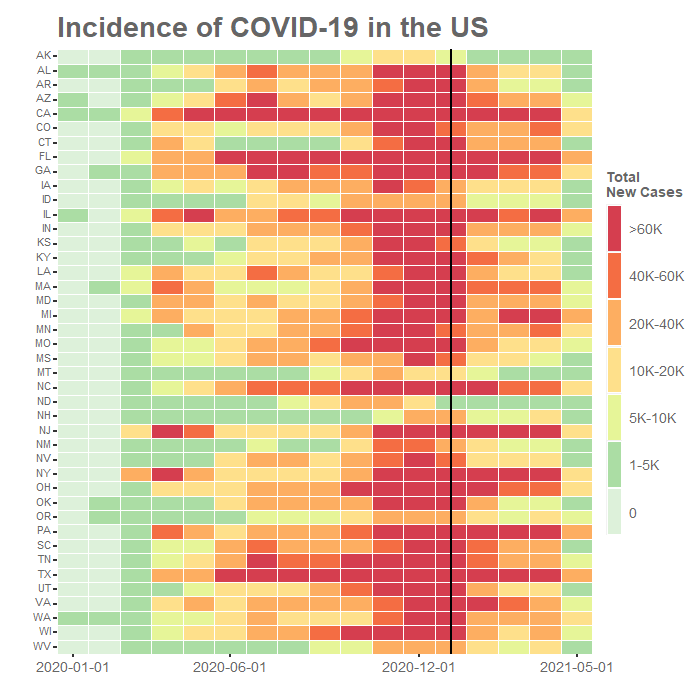 Incidence of COVID-19 in the US
AK
AL
AR
AZ
CA
CO
CT
FL
GA
IA
ID
IL
IN
KS
KY
LA
MA
MD
MI
MN
MO
MS
MT
NC
ND
NH
NJ
NM
NV
NY
OH
OK
OR
PA
SC
TN
TX
UT
VA
WA
WI
WV
2020-01-01
2020-06-01
2020-12-01
2021-05-01
Total
New Cases
>60K
40K-60K
20K-40K
10K-20K
5K-10K
1-5K
0